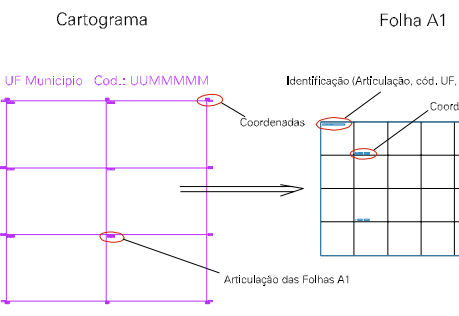 Cartograma
Folha A1
UF Municipio Cod.: UUMMMMM
Identificação (Articulação, cód. UF,
Coord
Coordenadas
Articulação das Folhas A1